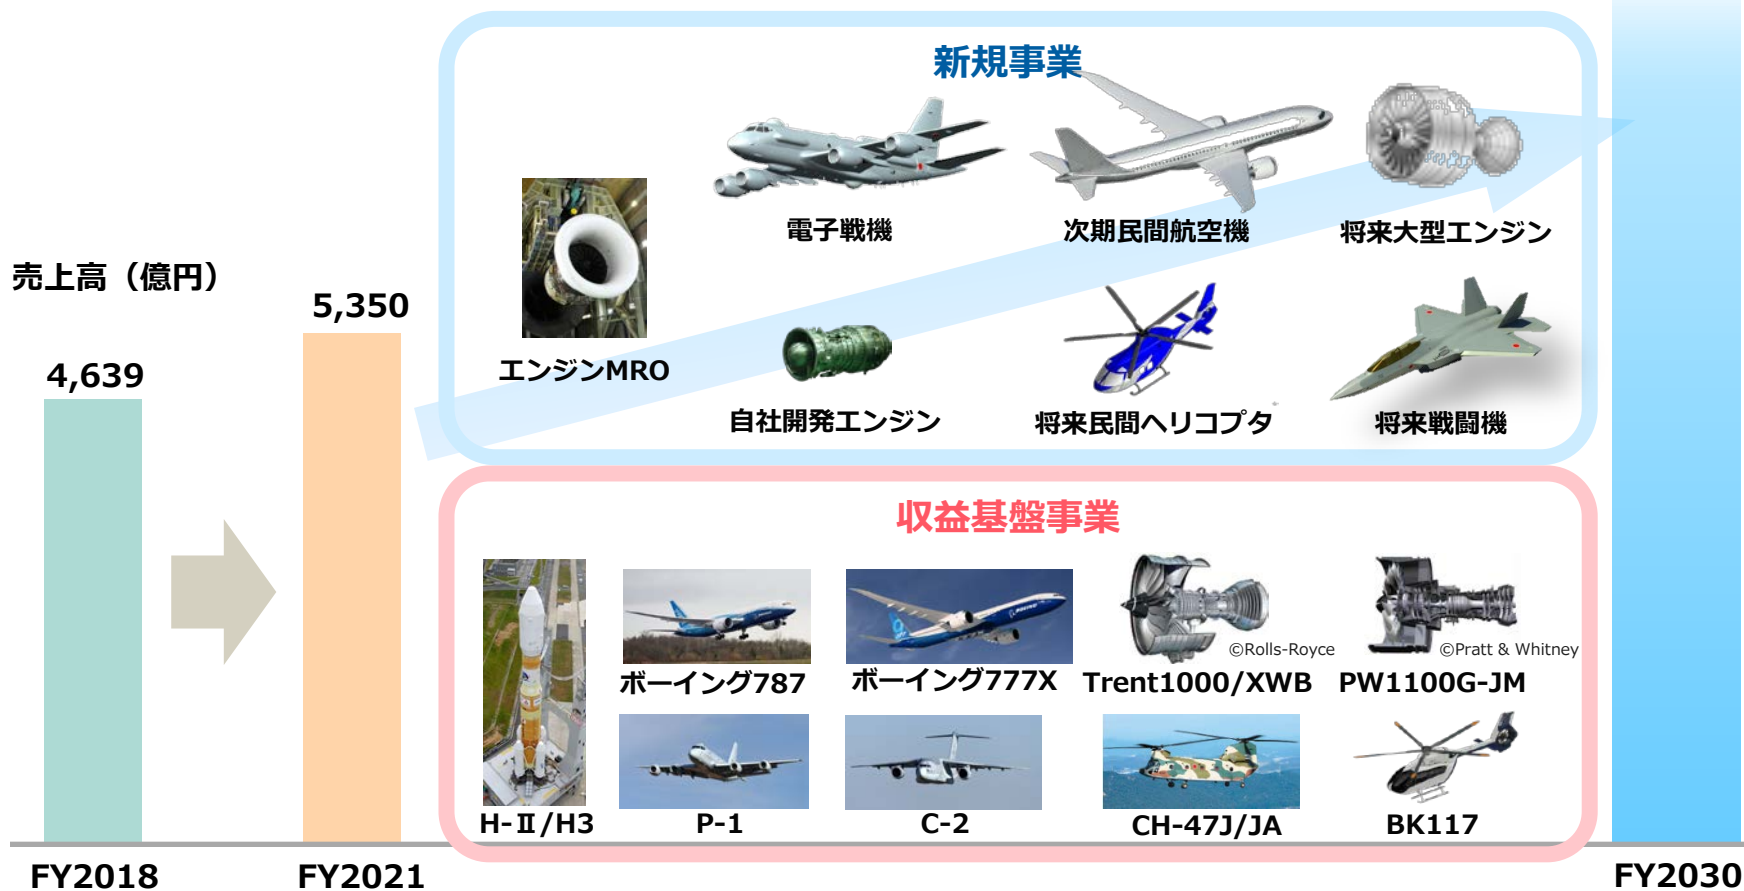 新規事業
電子戦機
次期民間航空機
将来大型エンジン
売上高（億円）
5,350
4,639
エンジンMRO
自社開発エンジン
将来民間ヘリコプタ
将来戦闘機
収益基盤事業
©Rolls-Royce
©Pratt & Whitney
ボーイング787
ボーイング777X
Trent1000/XWB
PW1100G-JM
H-Ⅱ/H3
P-1
C-2
CH-47J/JA
BK117
FY2018
FY2021
FY2030